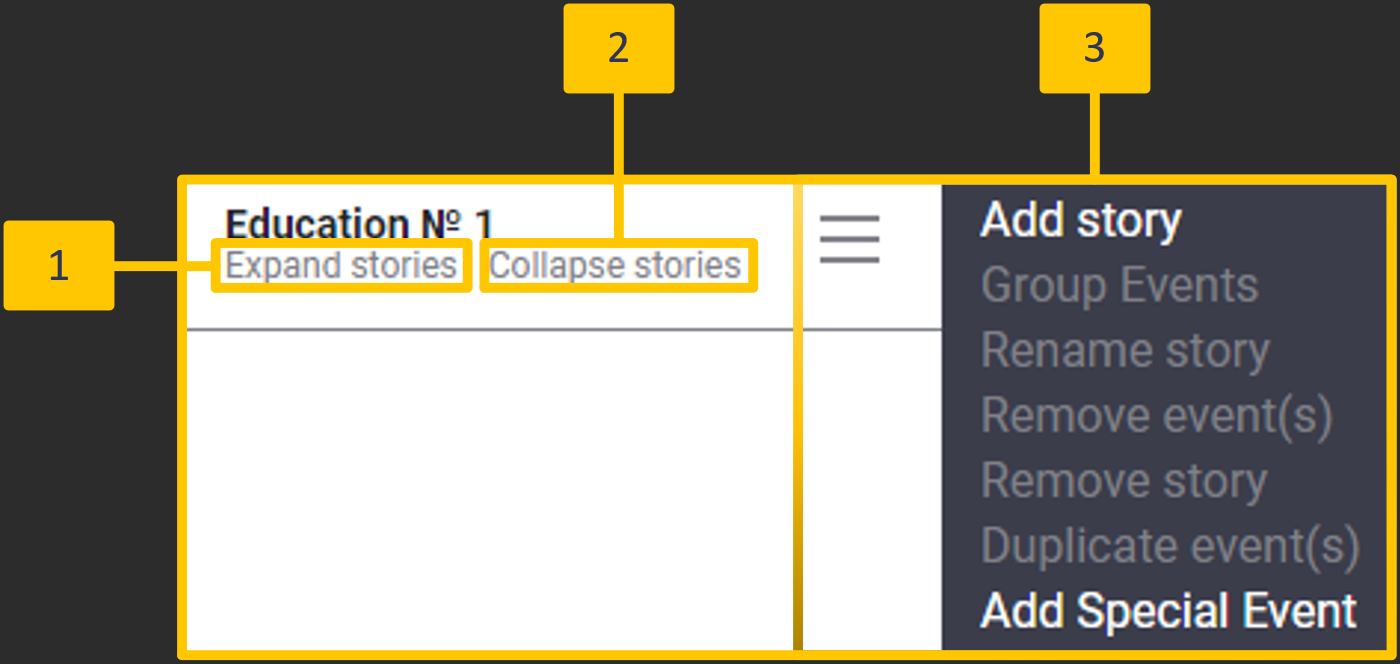 2
3
1
Education № 1
Expand stories Collapse stories
Add story
Group Events
Rename story
Remove event(s)
Remove story
Duplicate event(s)
Add Special Event